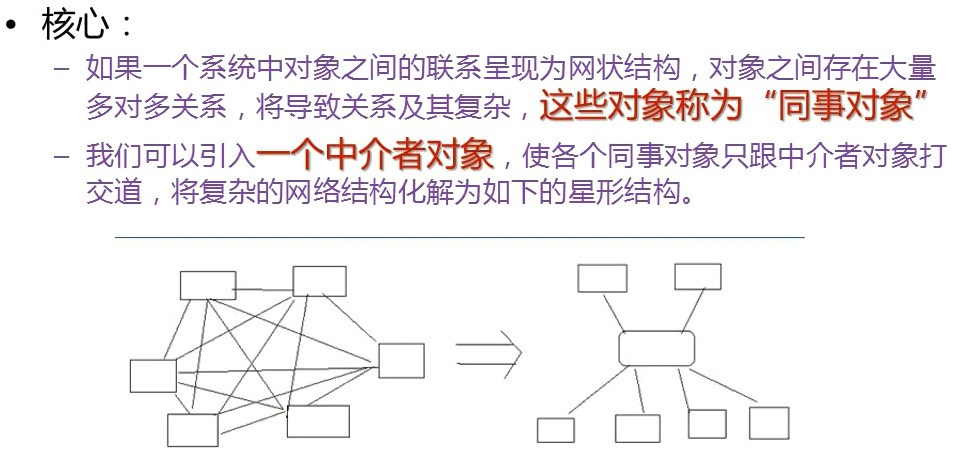 • 核心：
– 如果一个系统中对象之间的联系呈现为网状结构，对象之间存在大量
多对多关系，将导致关系及其复杂，这些对象称为“同事对象”
– 我们可以引入一个中介者对象，使各个同事对象只跟中介者对象打
交道，将复杂的网络结构化解为如下的星形结构。